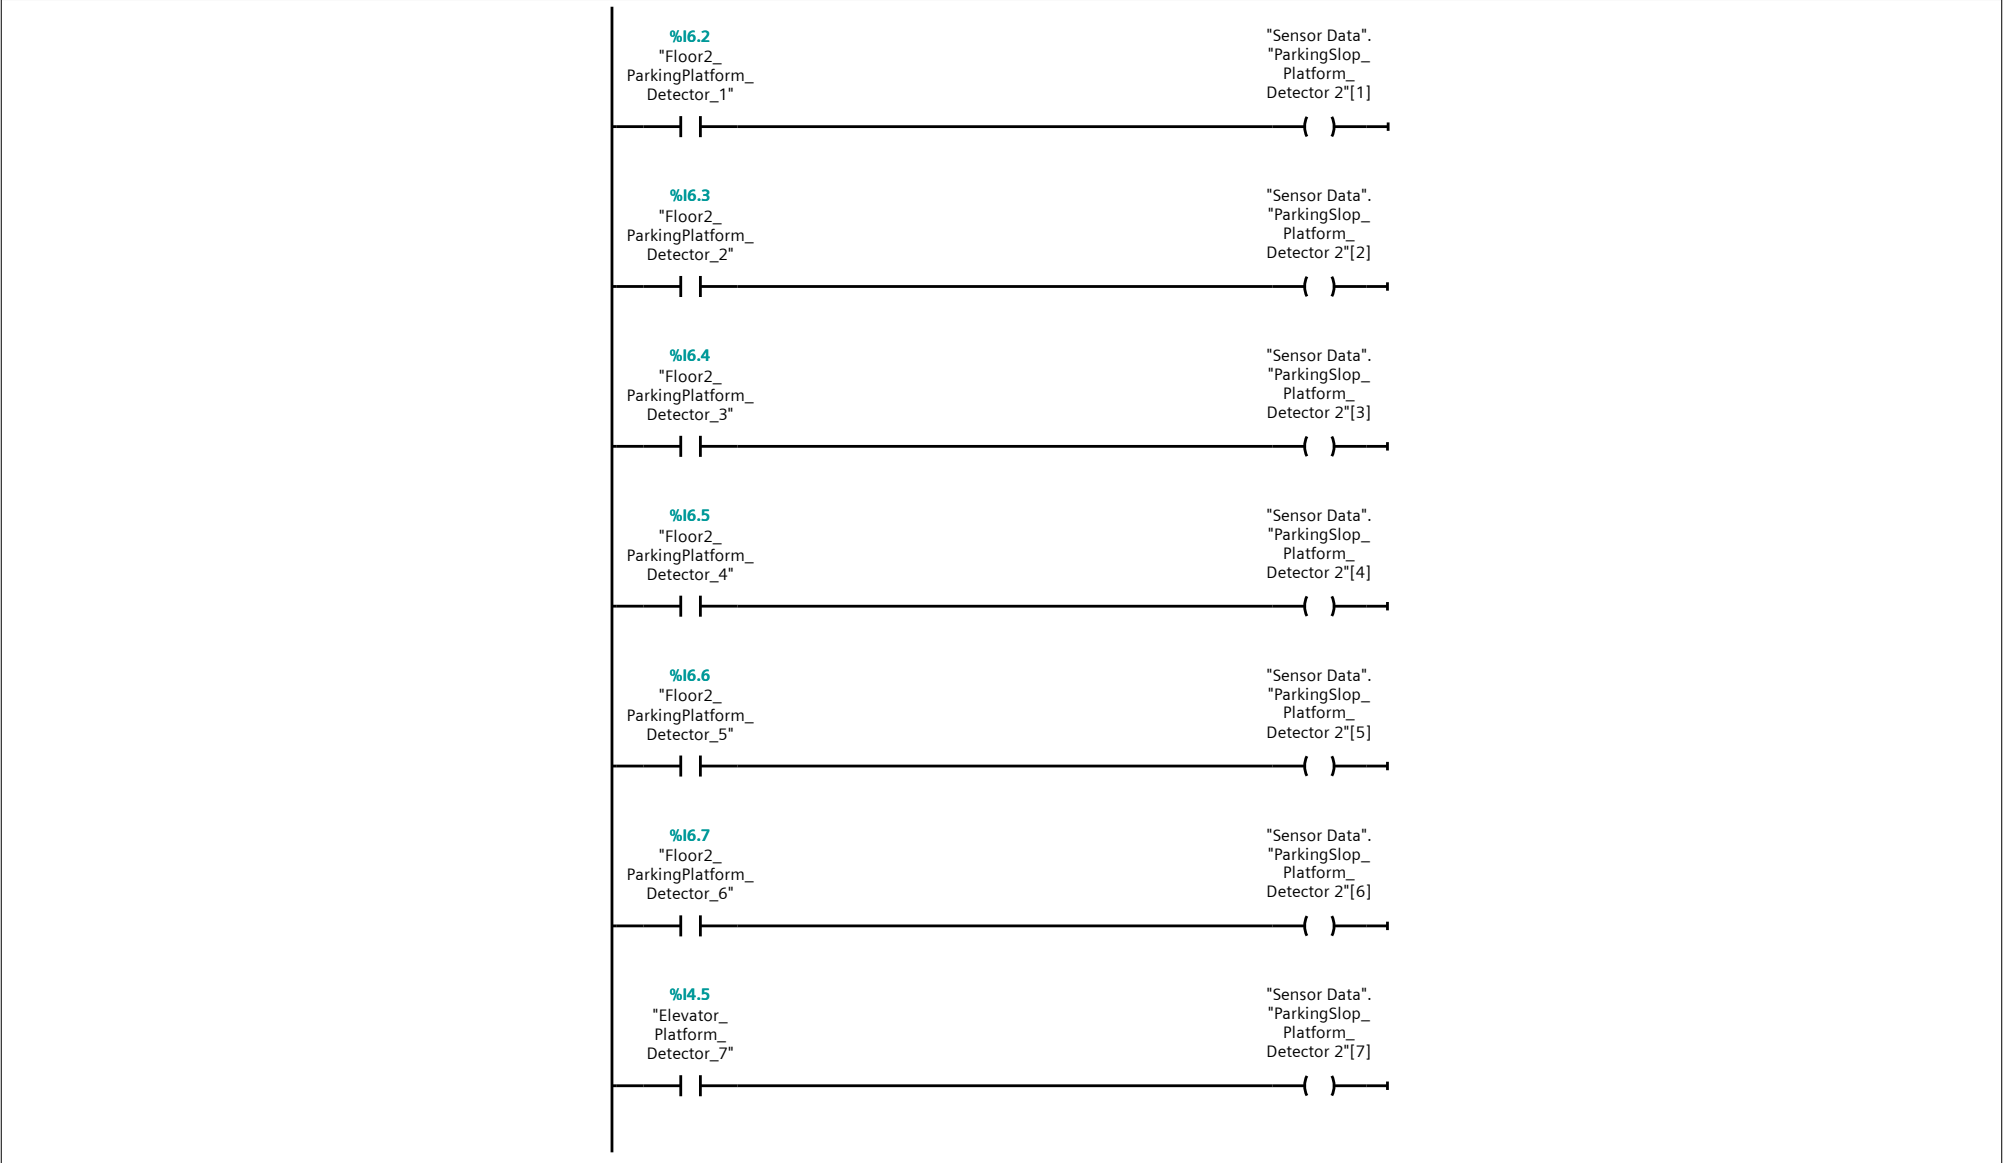 %I6.2
"Floor2_
ParkingPlatform_
Detector_1"
"Sensor Data".
"ParkingSlop_
Platform_
Detector 2"[1]
%I6.3
"Floor2_
ParkingPlatform_
Detector_2"
"Sensor Data".
"ParkingSlop_
Platform_
Detector 2"[2]
%I6.4
"Floor2_
ParkingPlatform_
Detector_3"
"Sensor Data".
"ParkingSlop_
Platform_
Detector 2"[3]
%I6.5
"Floor2_
ParkingPlatform_
Detector_4"
"Sensor Data".
"ParkingSlop_
Platform_
Detector 2"[4]
%I6.6
"Floor2_
ParkingPlatform_
Detector_5"
"Sensor Data".
"ParkingSlop_
Platform_
Detector 2"[5]
%I6.7
"Floor2_
ParkingPlatform_
Detector_6"
"Sensor Data".
"ParkingSlop_
Platform_
Detector 2"[6]
%I4.5
"Elevator_
Platform_
Detector_7"
"Sensor Data".
"ParkingSlop_
Platform_
Detector 2"[7]